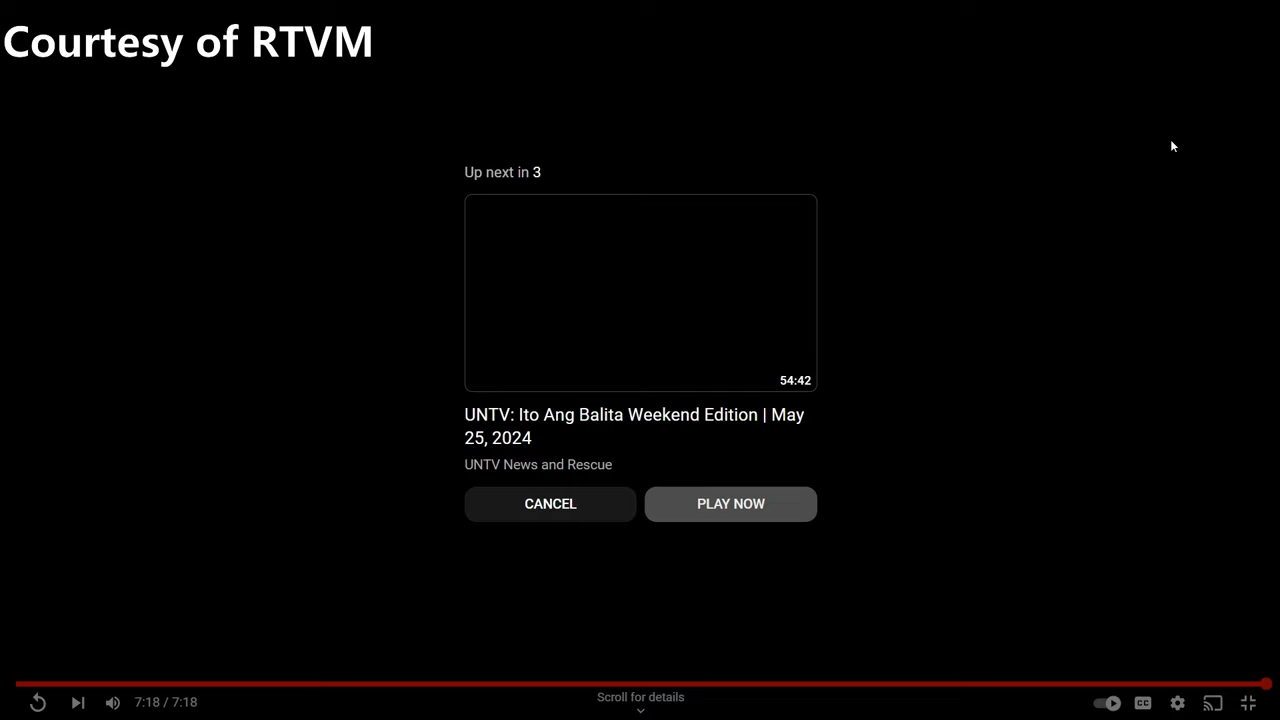 Courtesy of RTVM
Up next in 3
54:42
UNTV: Ito Ang Balita Weekend Edition | May
25, 2024
UNTV News and Rescue
CANCEL
PLAY NOW
7:18 / 7:18
Scroll for details
CC